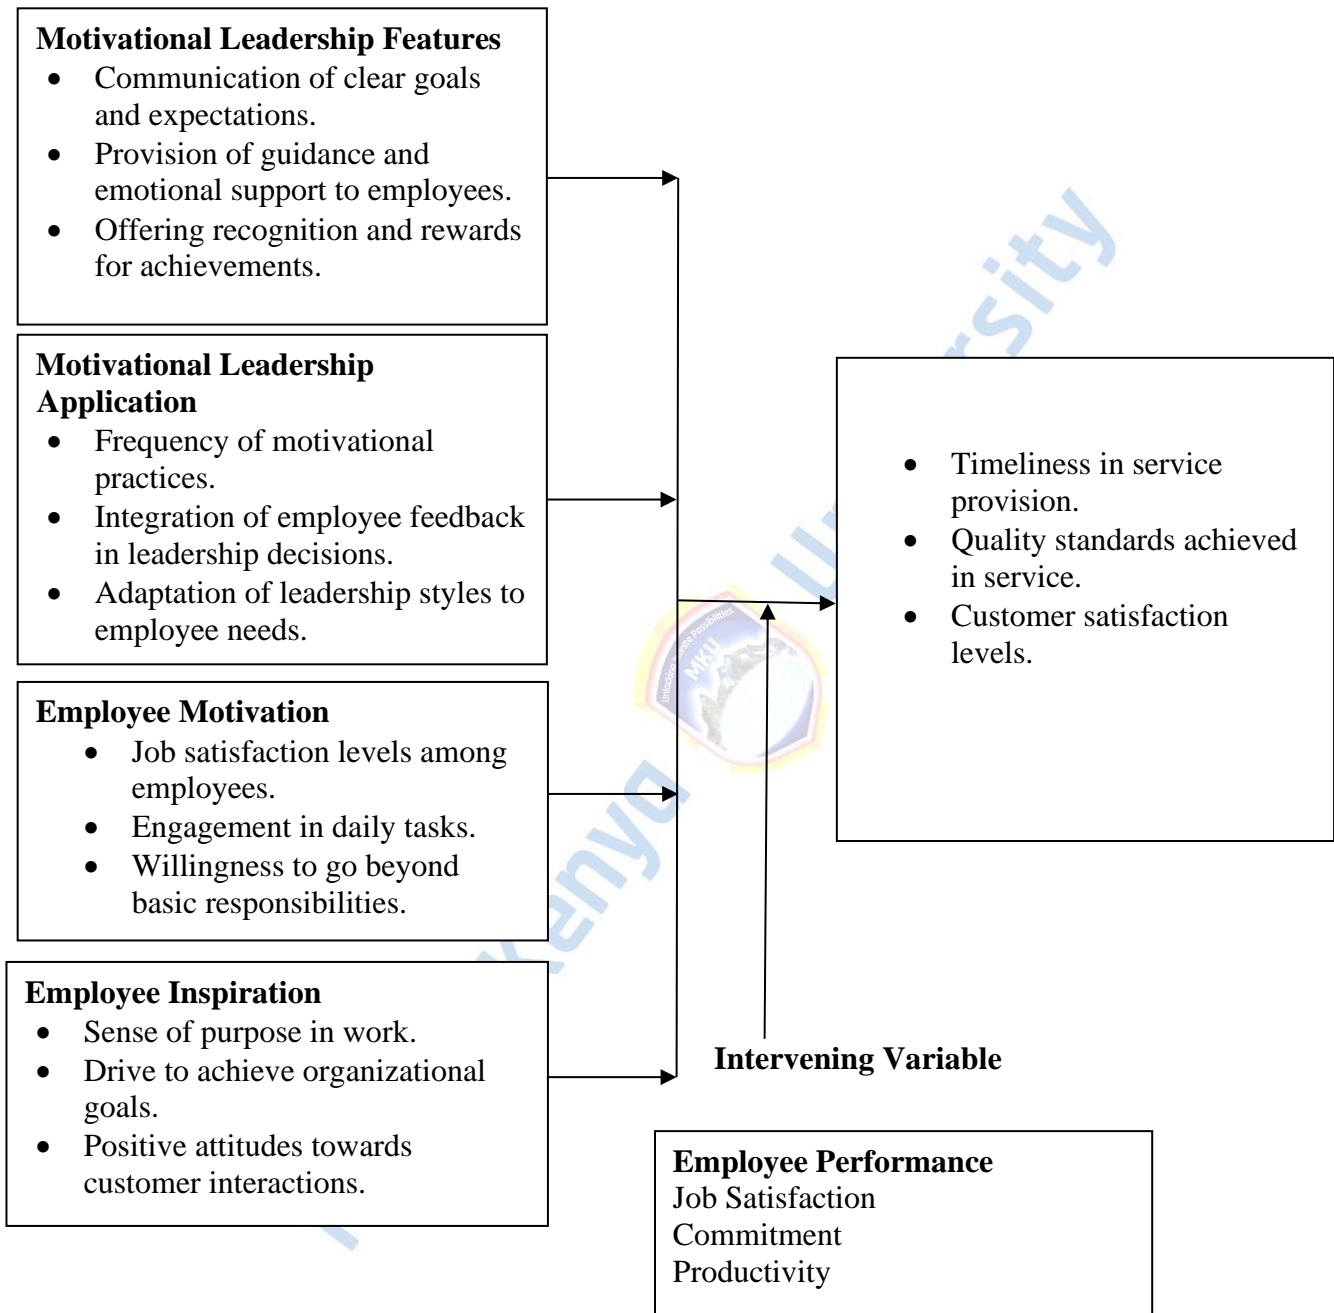 Motivational Leadership Features
• Communication of clear goals
and expectations.
• Provision of guidance and
emotional support to employees.
• Offering recognition and rewards
for achievements.
Motivational Leadership
Application
• Frequency of motivational
practices.
• Integration of employee feedback
in leadership decisions.
• Adaptation of leadership styles to
employee needs.
Employee Motivation
• Job satisfaction levels among
employees.
• Engagement in daily tasks.
• Willingness to go beyond
basic responsibilities.
Employee Inspiration
• Sense of purpose in work.
• Drive to achieve organizational
goals.
• Positive attitudes towards
customer interactions.
• Timeliness in service
provision.
• Quality standards achieved
in service.
• Customer satisfaction
levels.
Intervening Variable
Employee Performance
Job Satisfaction
Commitment
Productivity
Kenya
MKU